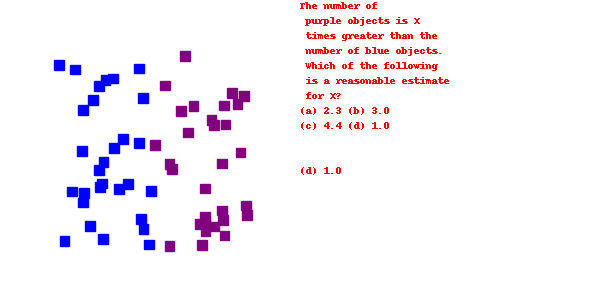 The number of
purple objects is X
times greater than the
number of blue objects.
Which of the following
is a reasonable estimate
for X?
(a) 2.3 (b) 3.0
(c) 4.4 (d) 1.0
(d) 1.0